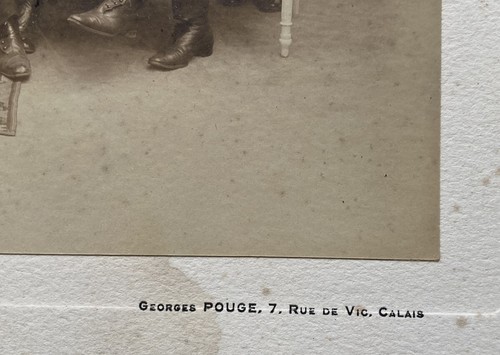 Georges POUGE, 7, Rue de Vic, Calais